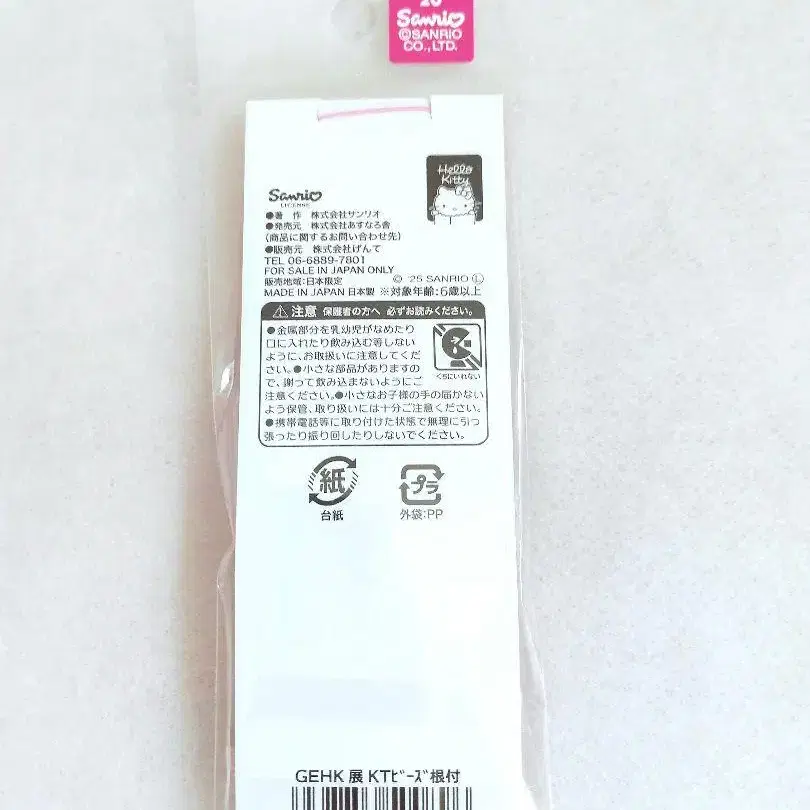 20
Sanrio
©SANRIO
CO.,LTD.
Hello
Kitty
Sanrio
LICENSE
●著 作 株式会社サンリオ
●発売元 株式会社あすなろ舎
(商品に関するお問い合わせ先)
●販売元 株式会社げんて
TEL 06-6889-7801
FOR SALE IN JAPAN ONLY
販売地域:日本限定 © '25 SANRIO Ⓛ
MADE IN JAPAN 日本製 ※対象年齢:6歳以上
⚠ 注意 保護者の方へ 必ずお読みください。
●金属部分を乳幼児がなめたり
口に入れたり飲み込む等しない
ように、お取扱いに注意してくだ
さい。●小さな部品がありますの
で、謝って飲み込まないようにご
注意ください。●小さなお子様の手の届かない
よう保管、取り扱いには十分ご注意ください。
●携帯電話等に取り付けた状態で無理に引っ
張ったり振り回したりしないでください。
くちにいれない
紙
台紙
プラ
外袋:PP
GEHK 展 KTビーズ根付